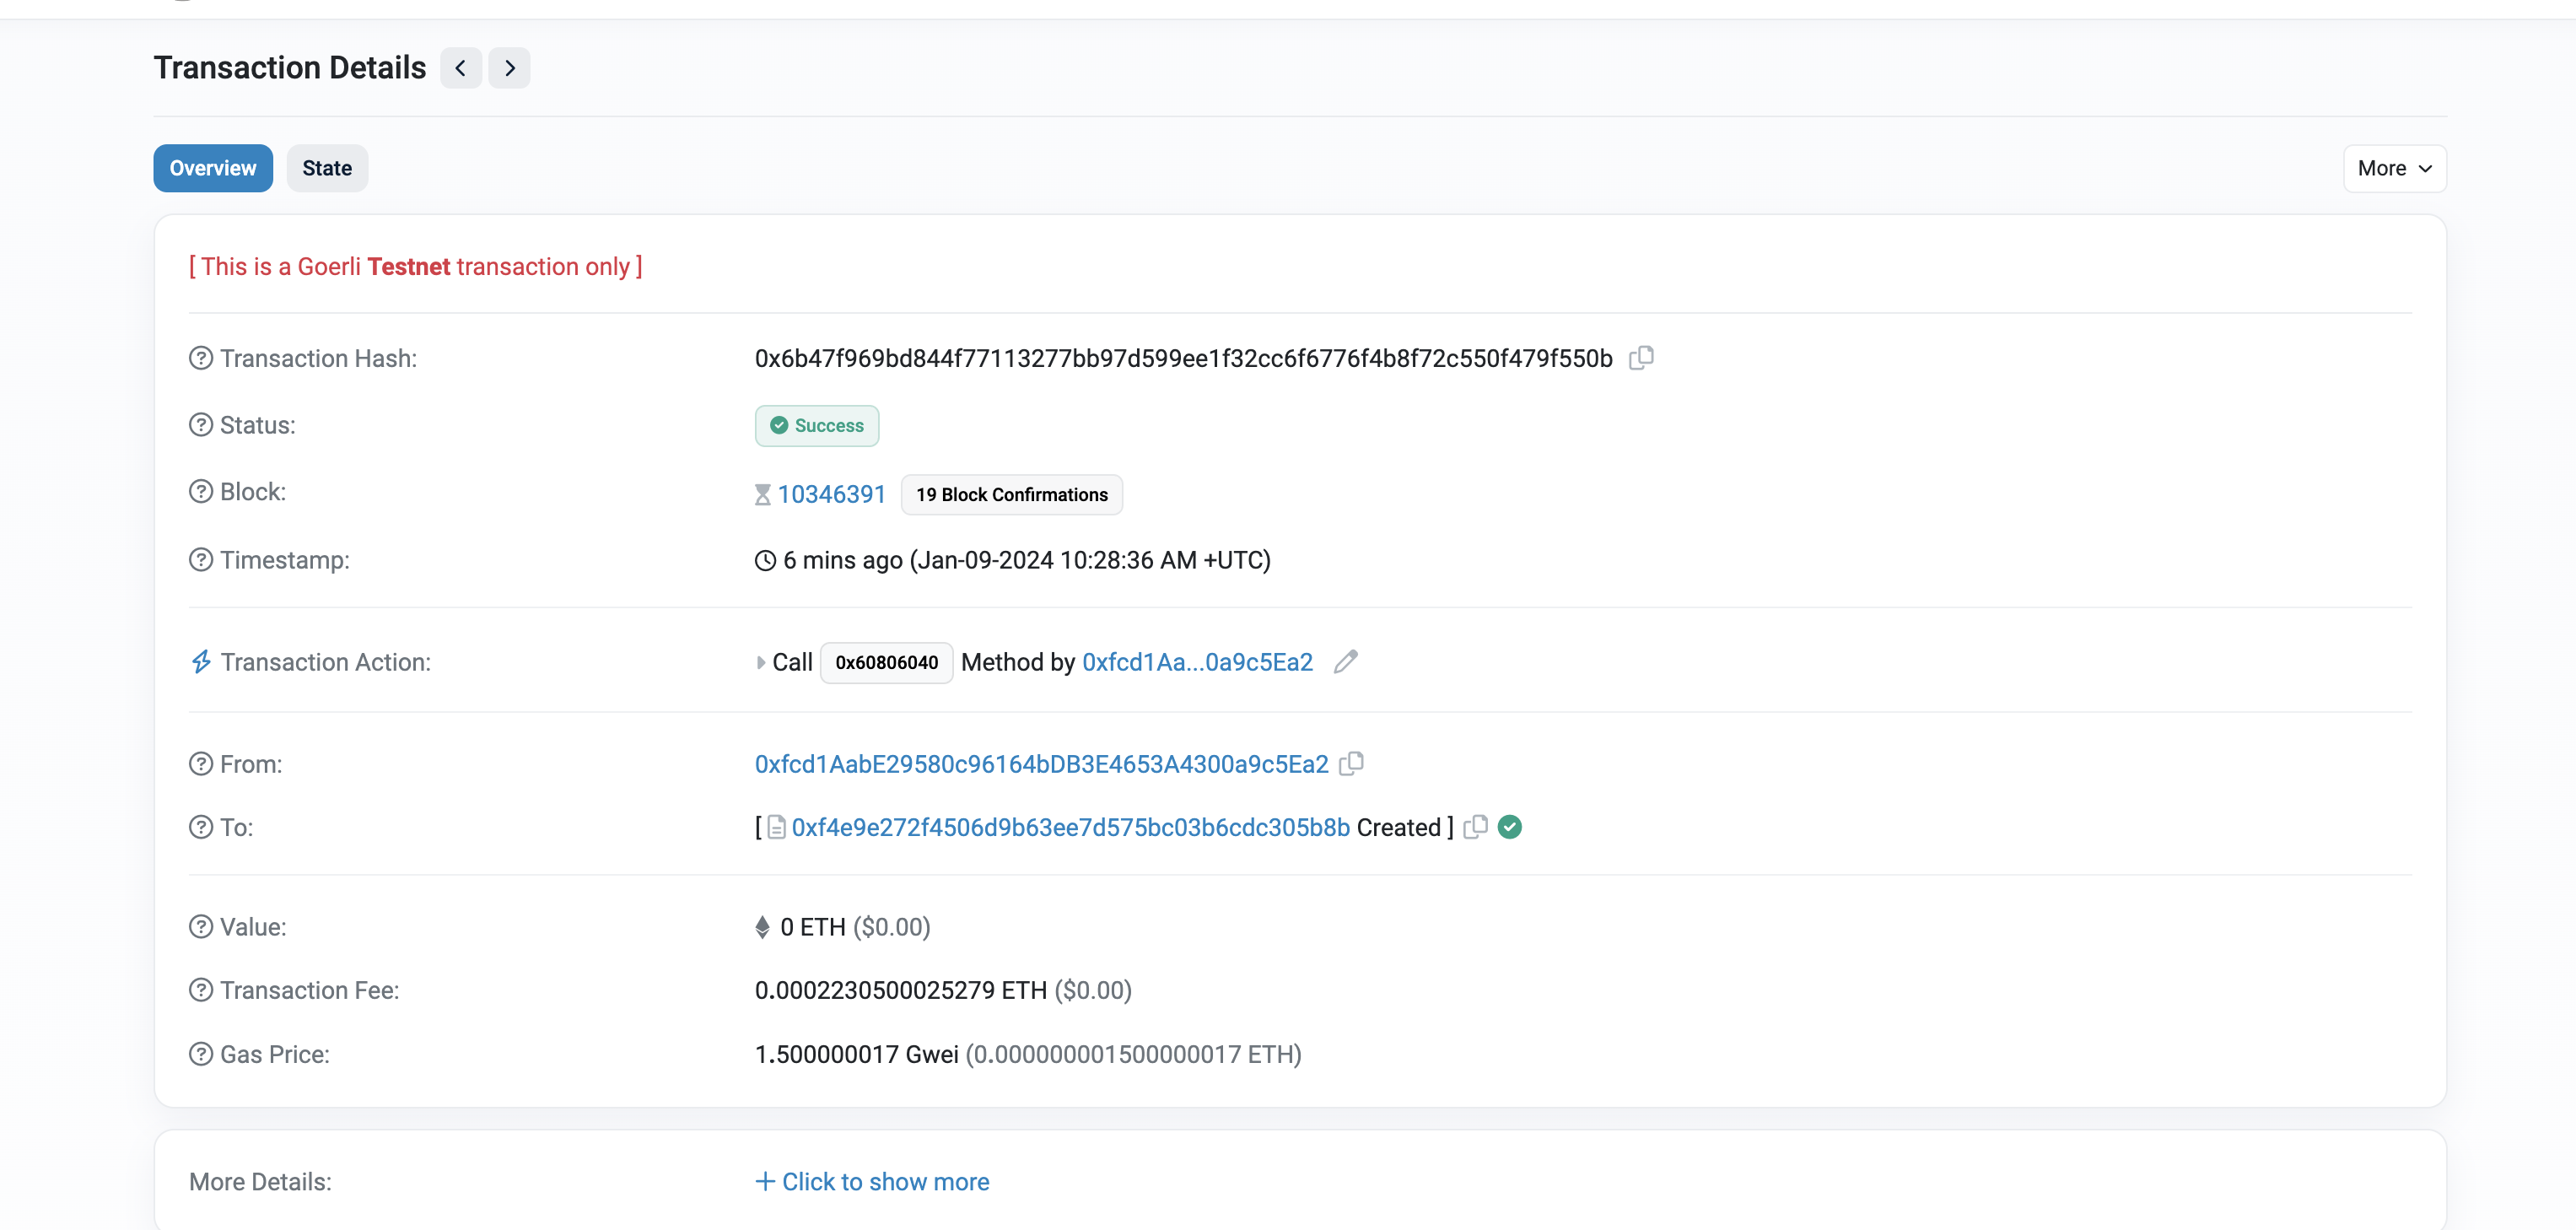 Transaction Details
Overview State More
[ This is a Goerli Testnet transaction only ]
Transaction Hash: 0x6b47f969bd844f77113277bb97d599ee1f32cc6f6776f4b8f72c550f479f550b
Status: Success
Block: 10346391 19 Block Confirmations
Timestamp: 6 mins ago (Jan-09-2024 10:28:36 AM +UTC)
Transaction Action: Call 0x60806040 Method by 0xfcd1Aa...0a9c5Ea2
From: 0xfcd1AabE29580c96164bDB3E4653A4300a9c5Ea2
To: [ 0xf4e9e272f4506d9b63ee7d575bc03b6cdc305b8b Created ]
Value: 0 ETH ($0.00)
Transaction Fee: 0.0002230500025279 ETH ($0.00)
Gas Price: 1.500000017 Gwei (0.000000001500000017 ETH)
More Details: + Click to show more